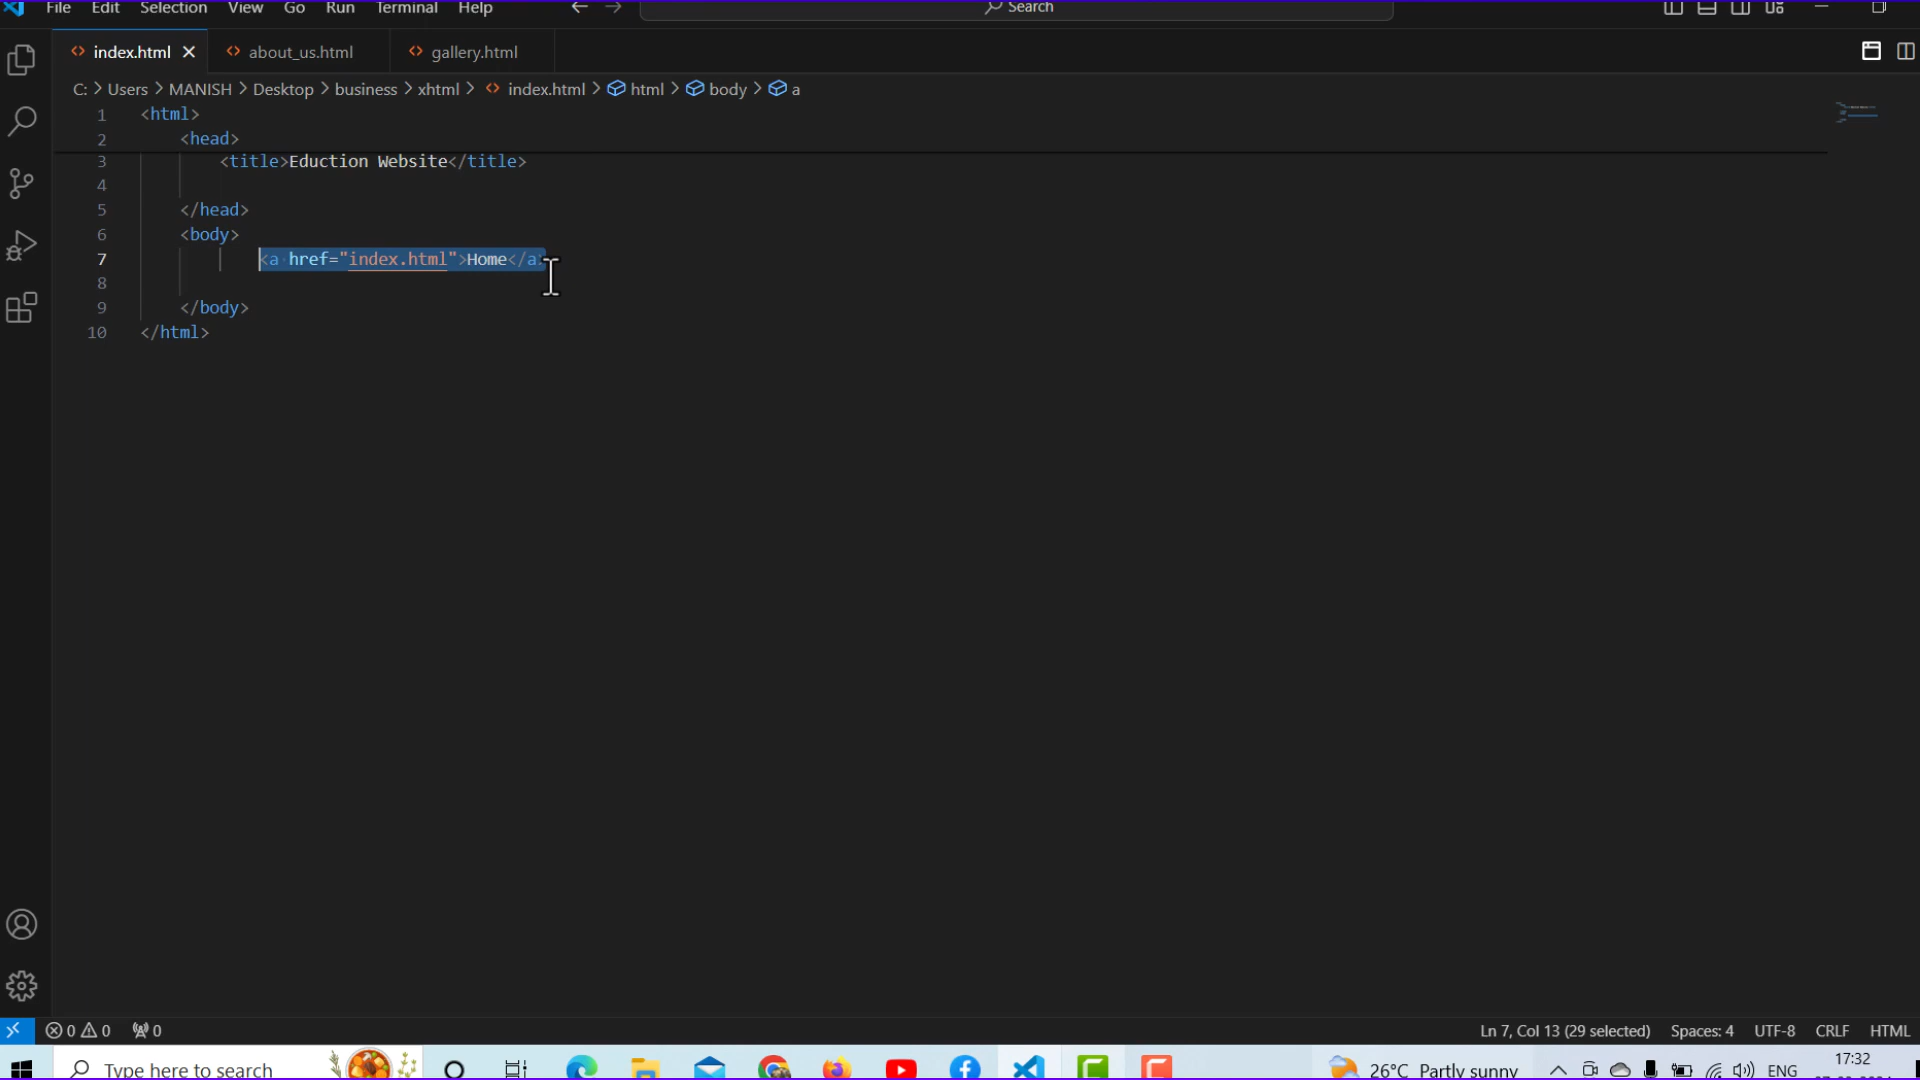 File Edit Selection View Go Run Terminal Help Search
index.html about_us.html gallery.html
C: > Users > MANISH > Desktop > business > xhtml > index.html > html > body > a
1 <html>
2 <head>
3 <title>Eduction Website</title>
4
5 </head>
6 <body>
7 <a href="index.html">Home</a>
8
9 </body>
10 </html>
0 0 0 Ln 7, Col 13 (29 selected) Spaces: 4 UTF-8 CRLF HTML
Type here to search 26°C Partly sunny ENG 17:32